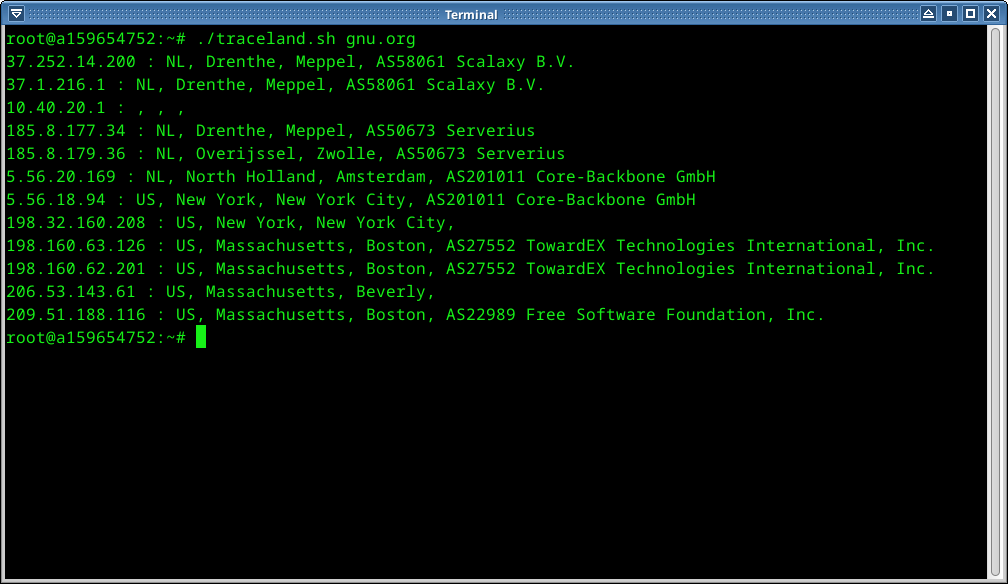 Terminal
root@a159654752:~# ./traceland.sh gnu.org
37.252.14.200 : NL, Drenthe, Meppel, AS58061 Scalaxy B.V.
37.1.216.1 : NL, Drenthe, Meppel, AS58061 Scalaxy B.V.
10.40.20.1 : , , ,
185.8.177.34 : NL, Drenthe, Meppel, AS50673 Serverius
185.8.179.36 : NL, Overijssel, Zwolle, AS50673 Serverius
5.56.20.169 : NL, North Holland, Amsterdam, AS201011 Core-Backbone GmbH
5.56.18.94 : US, New York, New York City, AS201011 Core-Backbone GmbH
198.32.160.208 : US, New York, New York City,
198.160.63.126 : US, Massachusetts, Boston, AS27552 TowardEX Technologies International, Inc.
198.160.62.201 : US, Massachusetts, Boston, AS27552 TowardEX Technologies International, Inc.
206.53.143.61 : US, Massachusetts, Beverly,
209.51.188.116 : US, Massachusetts, Boston, AS22989 Free Software Foundation, Inc.
root@a159654752:~#